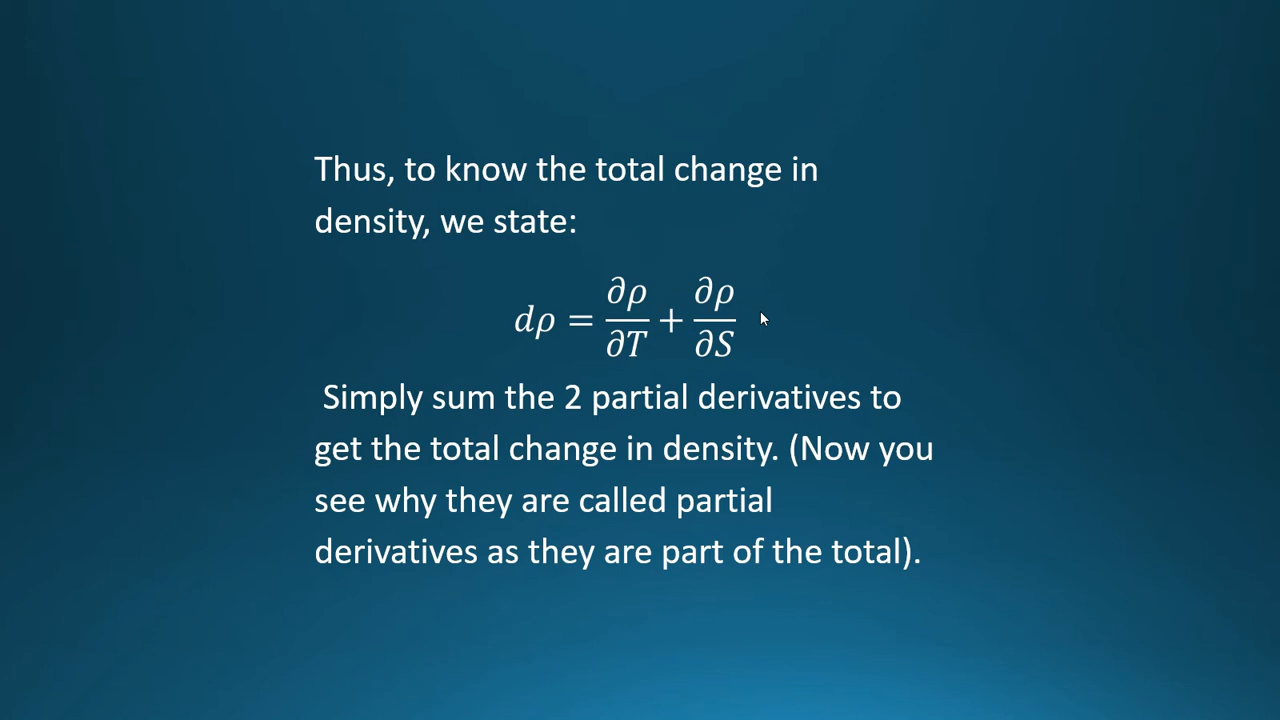 Thus, to know the total change in
density, we state:
dρ = ∂ρ/∂T + ∂ρ/∂S
Simply sum the 2 partial derivatives to
get the total change in density. (Now you
see why they are called partial
derivatives as they are part of the total).